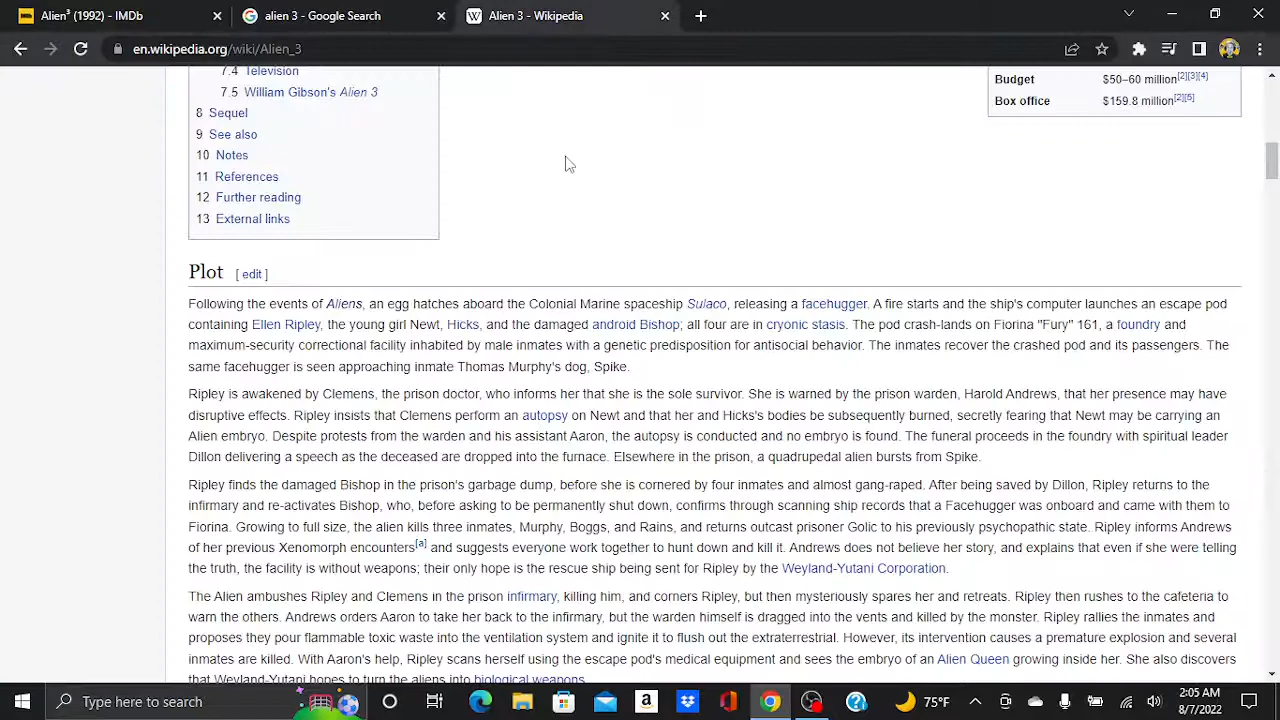 Alien³ (1992) - IMDb
alien 3 - Google Search
W Alien 3 - Wikipedia
en.wikipedia.org/wiki/Alien_3
7.4 Television
7.5 William Gibson's Alien 3
8 Sequel
9 See also
10 Notes
11 References
12 Further reading
13 External links
Budget $50–60 million[2][3][4]
Box office $159.8 million[2][5]
Plot [ edit ]
Following the events of Aliens, an egg hatches aboard the Colonial Marine spaceship Sulaco, releasing a facehugger. A fire starts and the ship's computer launches an escape pod
containing Ellen Ripley, the young girl Newt, Hicks, and the damaged android Bishop; all four are in cryonic stasis. The pod crash-lands on Fiorina "Fury" 161, a foundry and
maximum-security correctional facility inhabited by male inmates with a genetic predisposition for antisocial behavior. The inmates recover the crashed pod and its passengers. The
same facehugger is seen approaching inmate Thomas Murphy's dog, Spike.
Ripley is awakened by Clemens, the prison doctor, who informs her that she is the sole survivor. She is warned by the prison warden, Harold Andrews, that her presence may have
disruptive effects. Ripley insists that Clemens perform an autopsy on Newt and that her and Hicks's bodies be subsequently burned, secretly fearing that Newt may be carrying an
Alien embryo. Despite protests from the warden and his assistant Aaron, the autopsy is conducted and no embryo is found. The funeral proceeds in the foundry with spiritual leader
Dillon delivering a speech as the deceased are dropped into the furnace. Elsewhere in the prison, a quadrupedal alien bursts from Spike.
Ripley finds the damaged Bishop in the prison's garbage dump, before she is cornered by four inmates and almost gang-raped. After being saved by Dillon, Ripley returns to the
infirmary and re-activates Bishop, who, before asking to be permanently shut down, confirms through scanning ship records that a Facehugger was onboard and came with them to
Fiorina. Growing to full size, the alien kills three inmates, Murphy, Boggs, and Rains, and returns outcast prisoner Golic to his previously psychopathic state. Ripley informs Andrews
of her previous Xenomorph encounters[a] and suggests everyone work together to hunt down and kill it. Andrews does not believe her story, and explains that even if she were telling
the truth, the facility is without weapons; their only hope is the rescue ship being sent for Ripley by the Weyland-Yutani Corporation.
The Alien ambushes Ripley and Clemens in the prison infirmary, killing him, and corners Ripley, but then mysteriously spares her and retreats. Ripley then rushes to the cafeteria to
warn the others. Andrews orders Aaron to take her back to the infirmary, but the warden himself is dragged into the vents and killed by the monster. Ripley rallies the inmates and
proposes they pour flammable toxic waste into the ventilation system and ignite it to flush out the extraterrestrial. However, its intervention causes a premature explosion and several
inmates are killed. With Aaron's help, Ripley scans herself using the escape pod's medical equipment and sees the embryo of an Alien Queen growing inside her. She also discovers
that Weyland-Yutani hopes to turn the aliens into biological weapons.
Type here to search
75°F
2:05 AM
8/7/2022